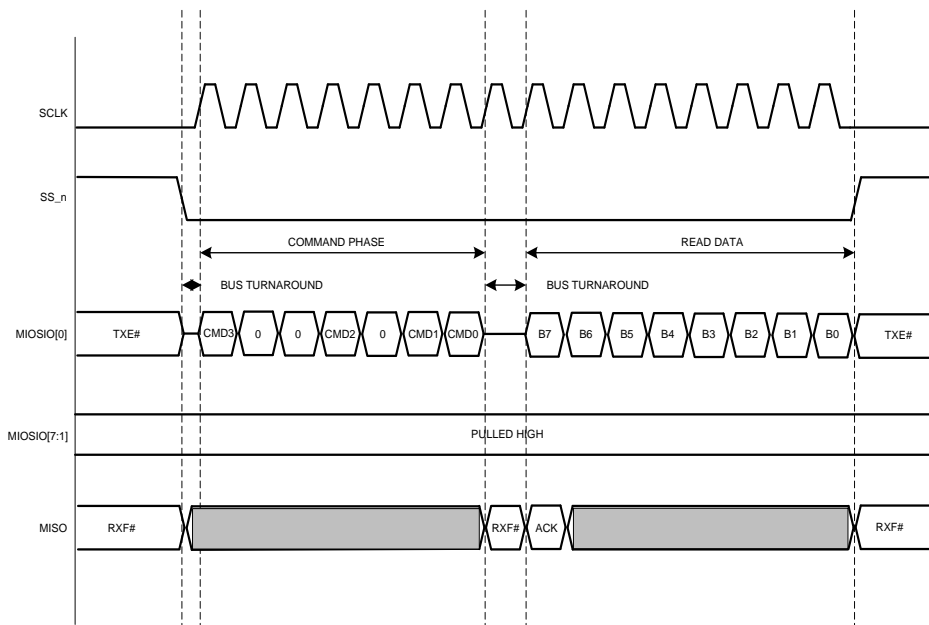 SCLK
SS_n
COMMAND PHASE READ DATA
BUS TURNAROUND BUS TURNAROUND
MIOSIO[0] TXE# CMD3 0 0 CMD2 0 CMD1 CMD0 B7 B6 B5 B4 B3 B2 B1 B0 TXE#
MIOSIO[7:1] PULLED HIGH
MISO RXF# RXF# ACK RXF#